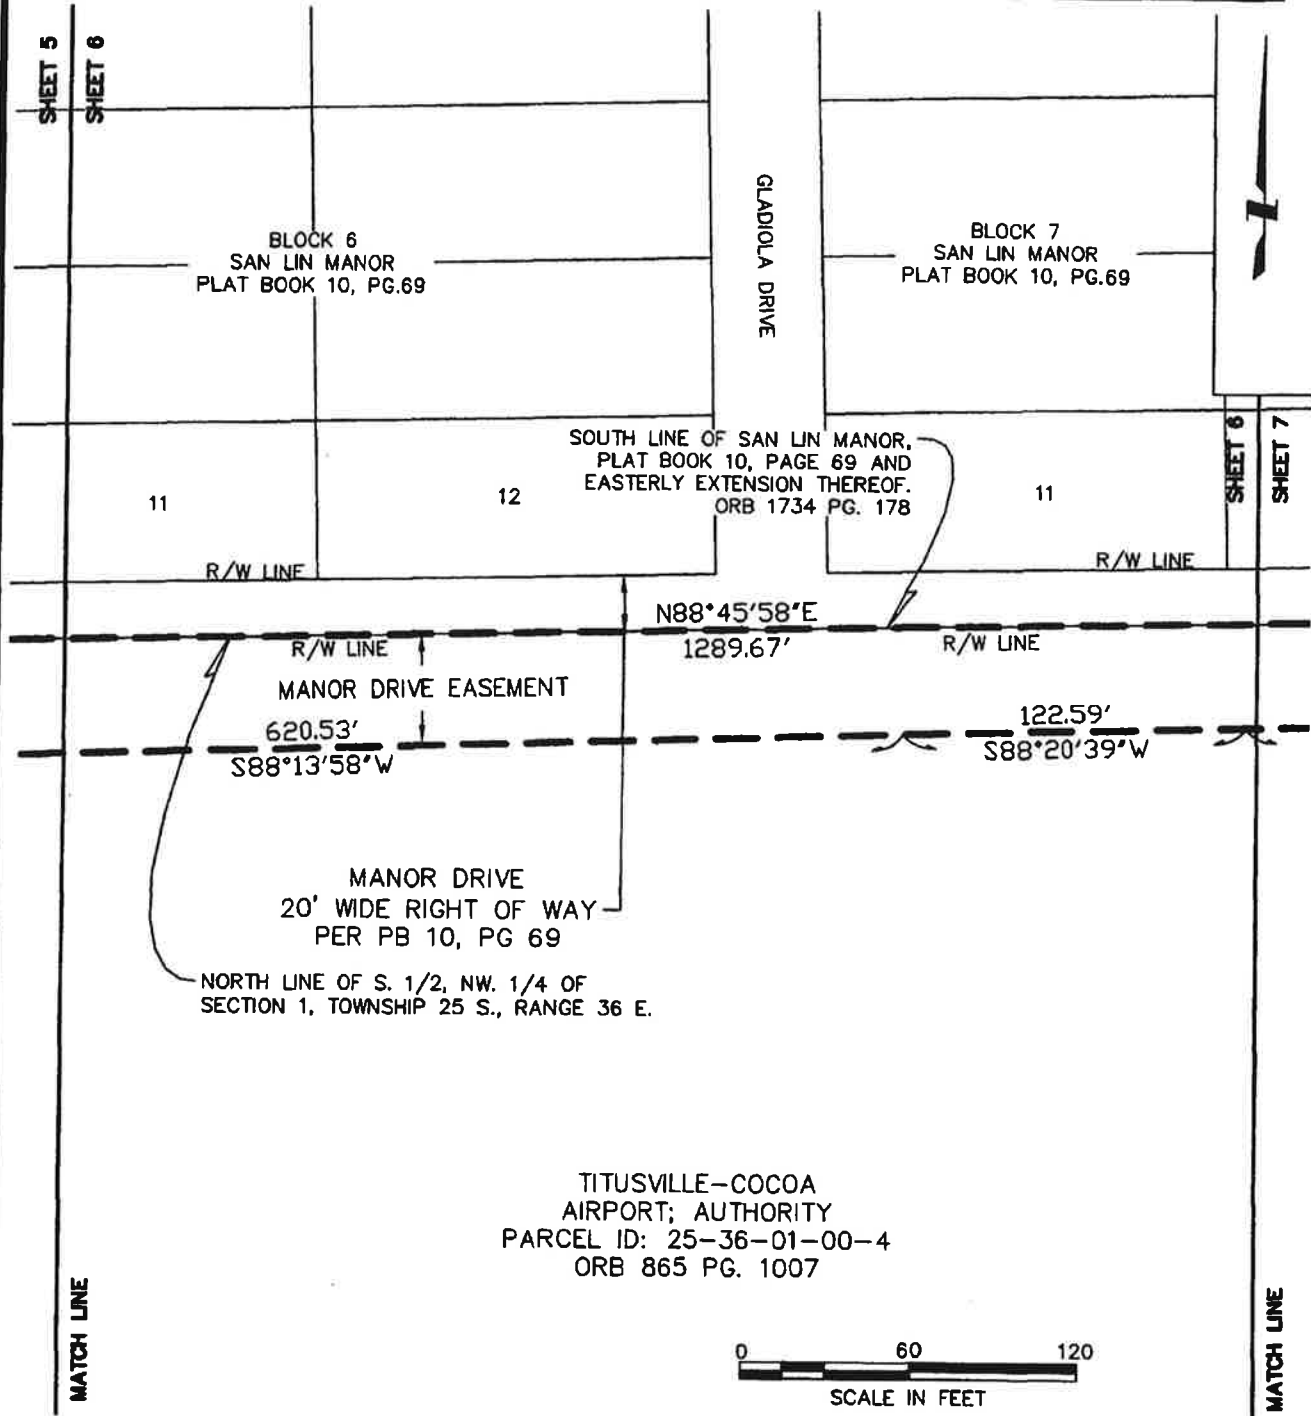 SHEET 5
SHEET 6
GLADIOLA DRIVE
BLOCK 6
SAN LIN MANOR
PLAT BOOK 10, PG.69
BLOCK 7
SAN LIN MANOR
PLAT BOOK 10, PG.69
SOUTH LINE OF SAN LIN MANOR,
PLAT BOOK 10, PAGE 69 AND
EASTERLY EXTENSION THEREOF.
ORB 1734 PG. 178
SHEET 6
SHEET 7
11
12
11
R/W LINE
R/W LINE
N88°45'58"E
1289.67'
R/W LINE
R/W LINE
MANOR DRIVE EASEMENT
620.53'
S88°13'58"W
122.59'
S88°20'39"W
MANOR DRIVE
20' WIDE RIGHT OF WAY
PER PB 10, PG 69
NORTH LINE OF S. 1/2, NW. 1/4 OF
SECTION 1, TOWNSHIP 25 S., RANGE 36 E.
TITUSVILLE-COCOA
AIRPORT; AUTHORITY
PARCEL ID: 25-36-01-00-4
ORB 865 PG. 1007
MATCH LINE
MATCH LINE
0 60 120
SCALE IN FEET